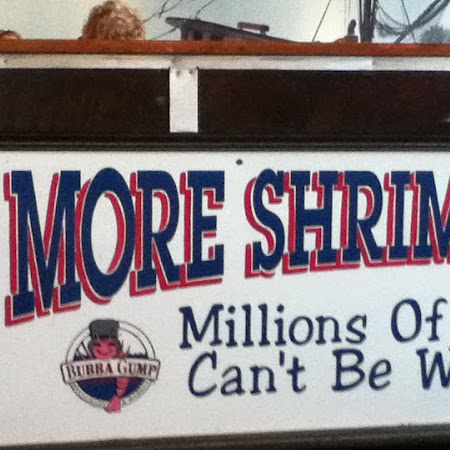 MORE SHRIM
Millions Of
Can't Be W
BUBBA GUMP